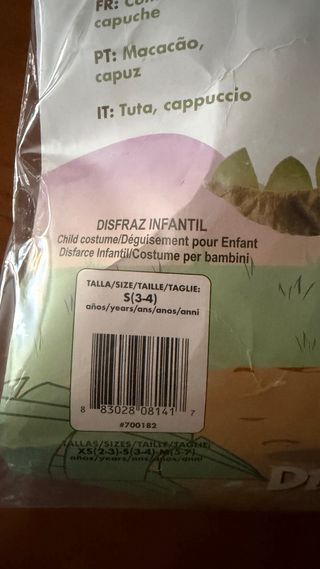 FR:
capuche
PT: Macacão,
capuz
IT: Tuta, cappuccio
DISFRAZ INFANTIL
Child costume/Déguisement pour Enfant
Disfarce Infantil/Costume per bambini
TALLA/SIZE/TAILLE/TAGLIE:
S(3-4)
años/years/ans/anos/anni
8 83028 08141 7
#700182
TALLAS/SIZES/TAILLE/TAGLIE:
XS(2-3)-S(3-4)-M(5-7)
años/years/ans/anos/anni